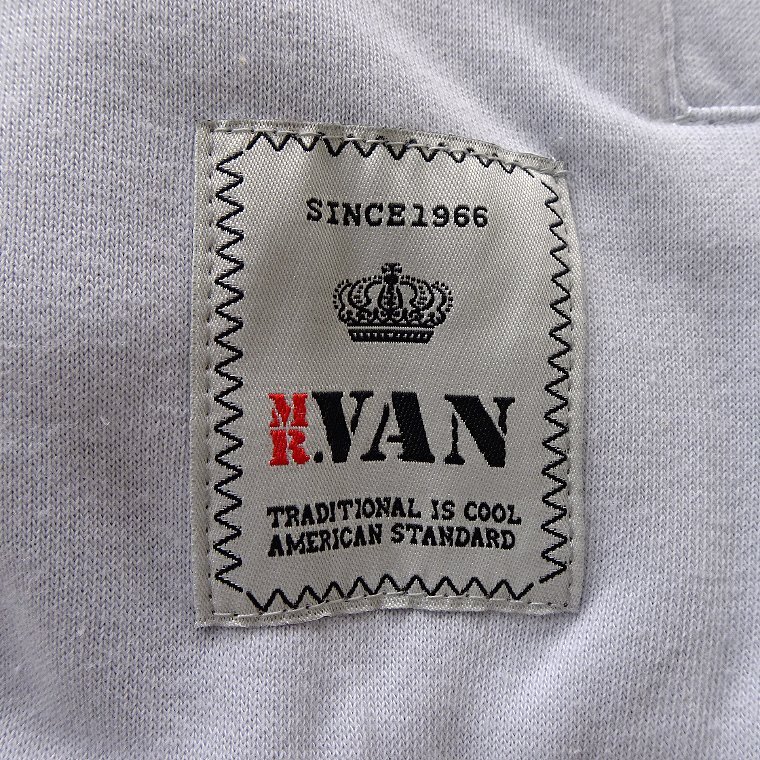 SINCE1966
MR.VAN
TRADITIONAL IS COOL
AMERICAN STANDARD